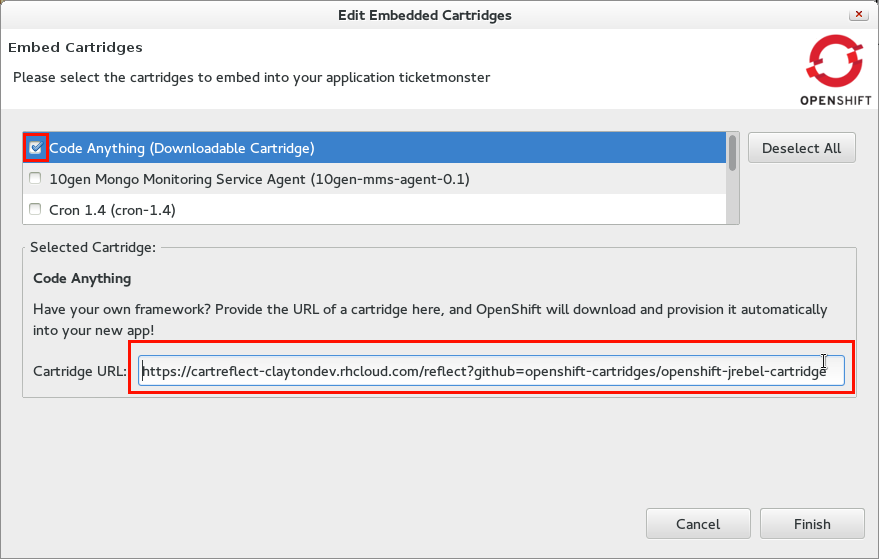 Edit Embedded Cartridges
Embed Cartridges
Please select the cartridges to embed into your application ticketmonster
OPENSHIFT
Code Anything (Downloadable Cartridge)
Deselect All
10gen Mongo Monitoring Service Agent (10gen-mms-agent-0.1)
Cron 1.4 (cron-1.4)
Selected Cartridge:
Code Anything
Have your own framework? Provide the URL of a cartridge here, and OpenShift will download and provision it automatically
into your new app!
Cartridge URL: https://cartreflect-claytondev.rhcloud.com/reflect?github=openshift-cartridges/openshift-jrebel-cartridge
Cancel Finish